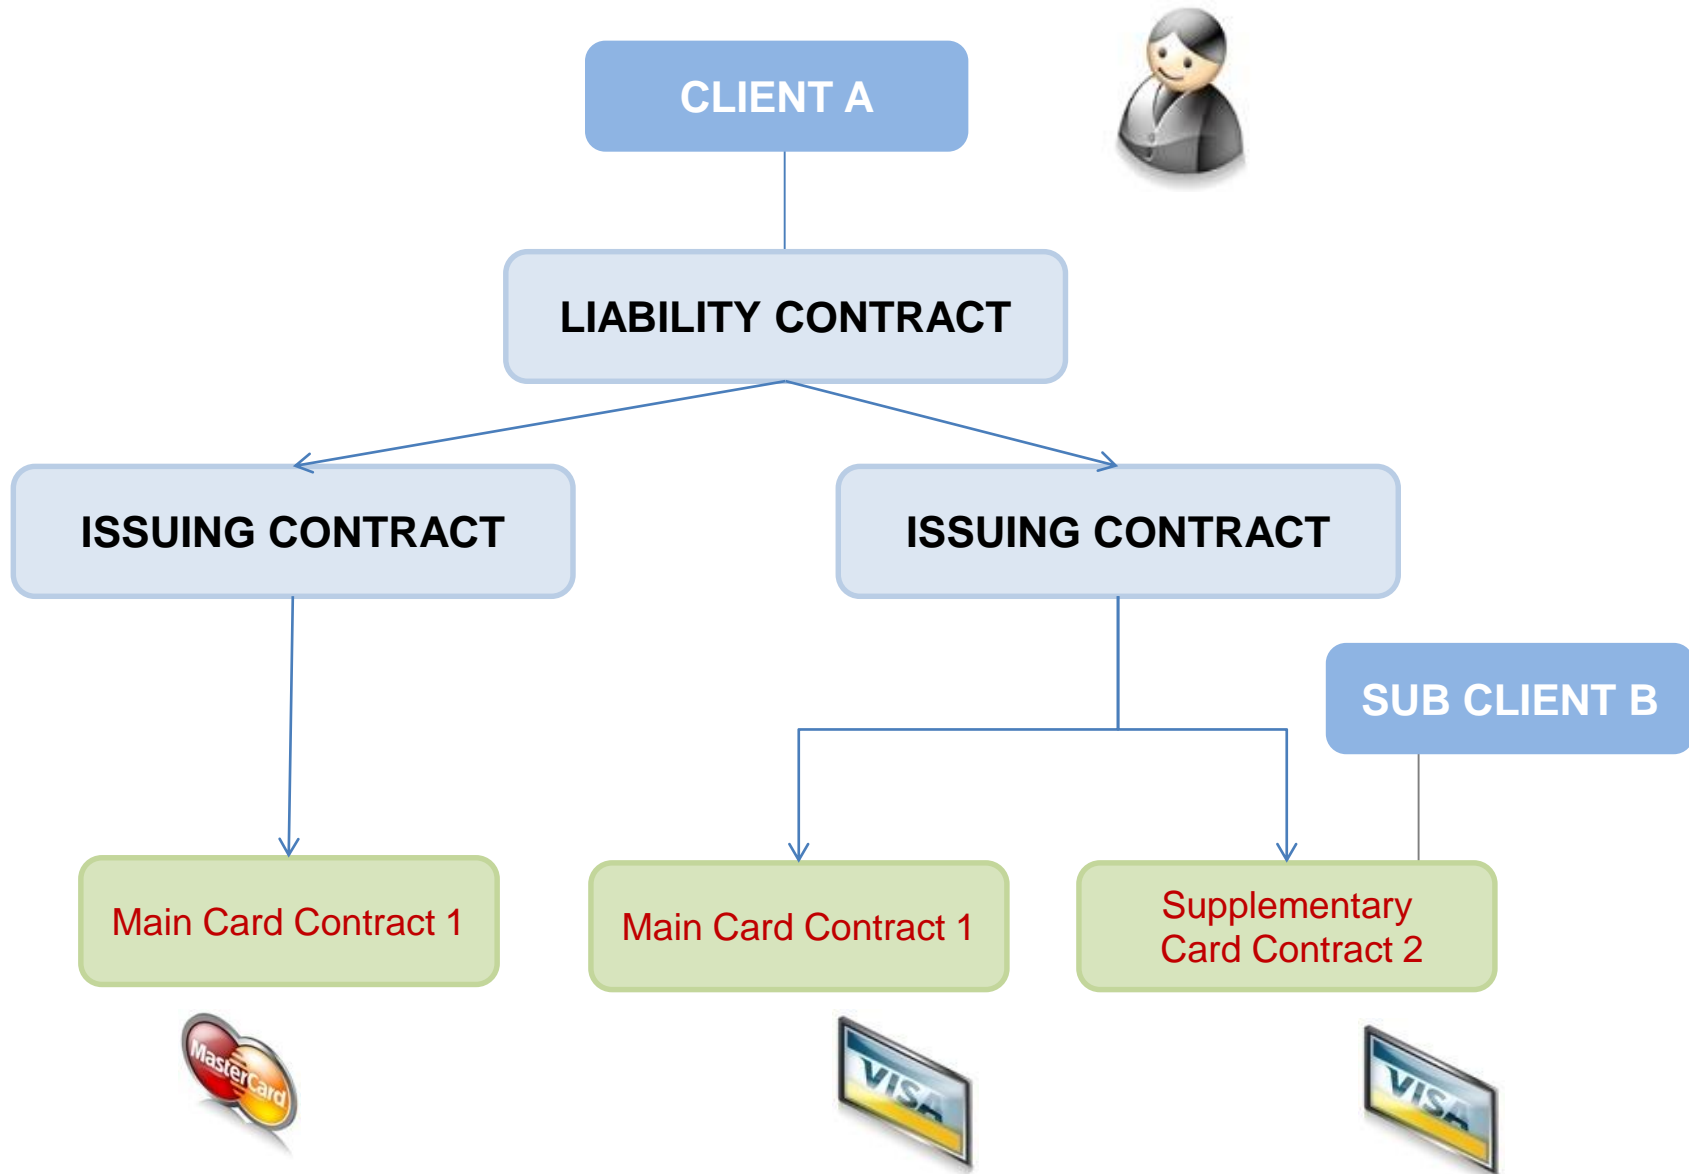 CLIENT A
LIABILITY CONTRACT
ISSUING CONTRACT
ISSUING CONTRACT
SUB CLIENT B
Main Card Contract 1
Main Card Contract 1
Supplementary
Card Contract 2
MasterCard
VISA
VISA